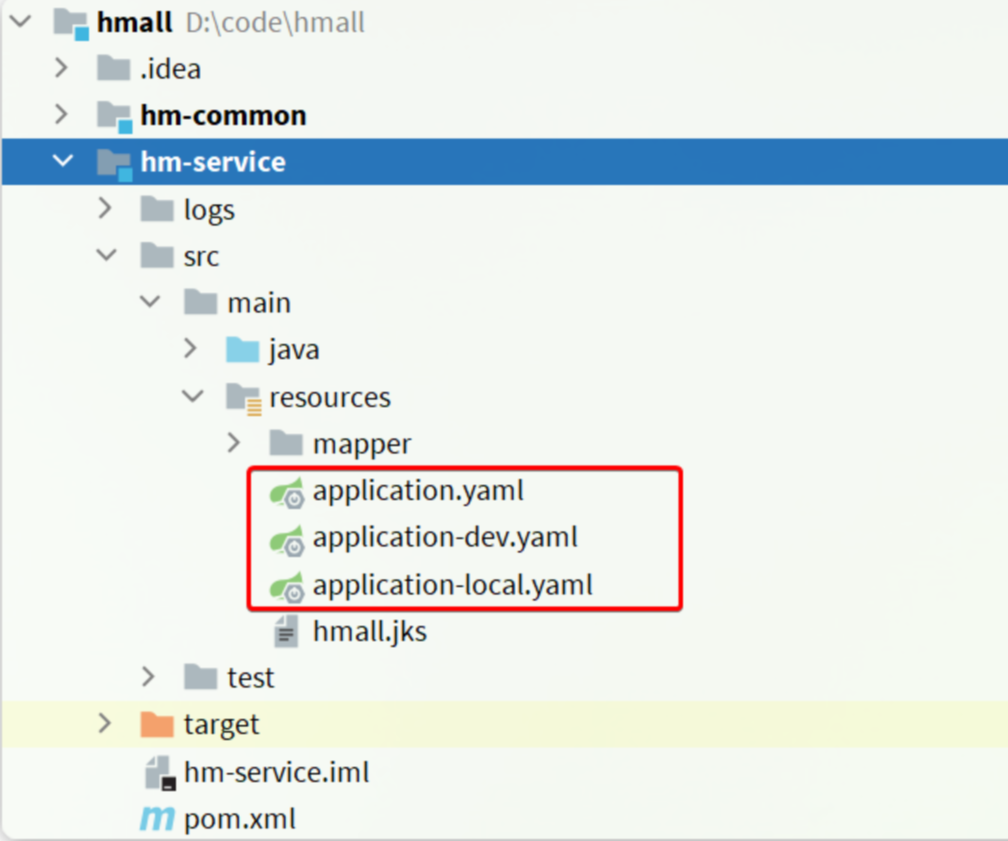 hmall D:\code\hmall
.idea
hm-common
hm-service
logs
src
main
java
resources
mapper
application.yaml
application-dev.yaml
application-local.yaml
hmall.jks
test
target
hm-service.iml
m pom.xml